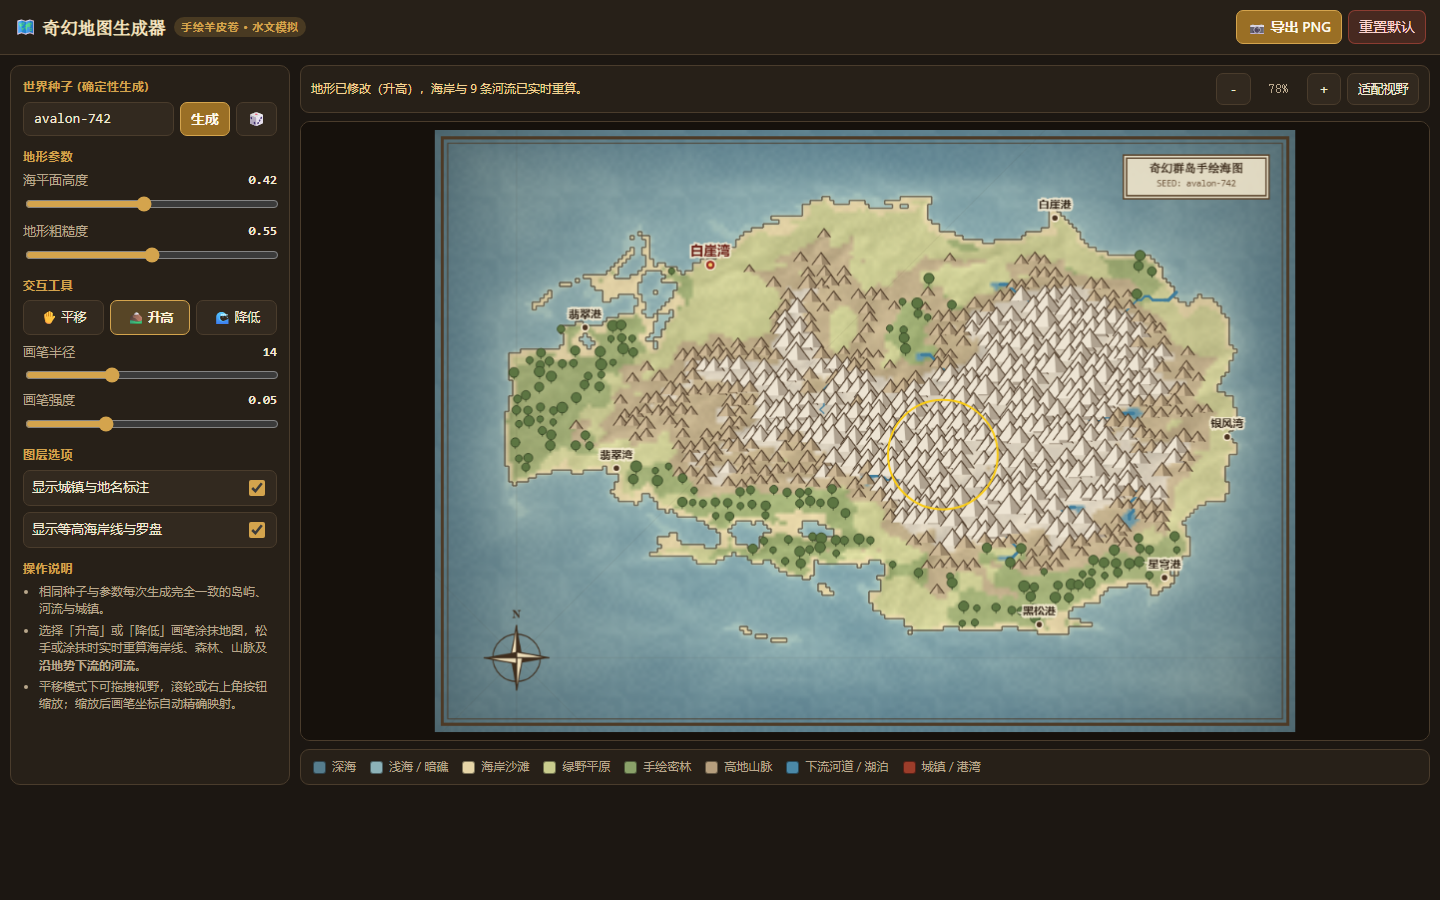 奇幻地图生成器
手绘羊皮卷 • 水文模拟
导出 PNG
重置默认
世界种子 (确定性生成)
avalon-742
生成
地形参数
海平面高度
0.42
地形粗糙度
0.55
交互工具
平移
升高
降低
画笔半径
14
画笔强度
0.05
图层选项
显示城镇与地名标注
显示等高海岸线与罗盘
操作说明
• 相同种子与参数每次生成完全一致的岛屿、
河流与城镇。
• 选择「升高」或「降低」画笔涂抹地图，松
手或涂抹时实时重算海岸线、森林、山脉及
沿地势下流的河流。
• 平移模式下可拖拽视野，滚轮或右上角按钮
缩放；缩放后画笔坐标自动精确映射。
地形已修改（升高），海岸与 9 条河流已实时重算。
-
78%
+
适配视野
奇幻群岛手绘海图
SEED: avalon-742
白崖港
白崖湾
翡翠港
银风湾
翡翠湾
星穹港
黑松港
N
深海
浅海 / 暗礁
海岸沙滩
绿野平原
手绘密林
高地山脉
下流河道 / 湖泊
城镇 / 港湾